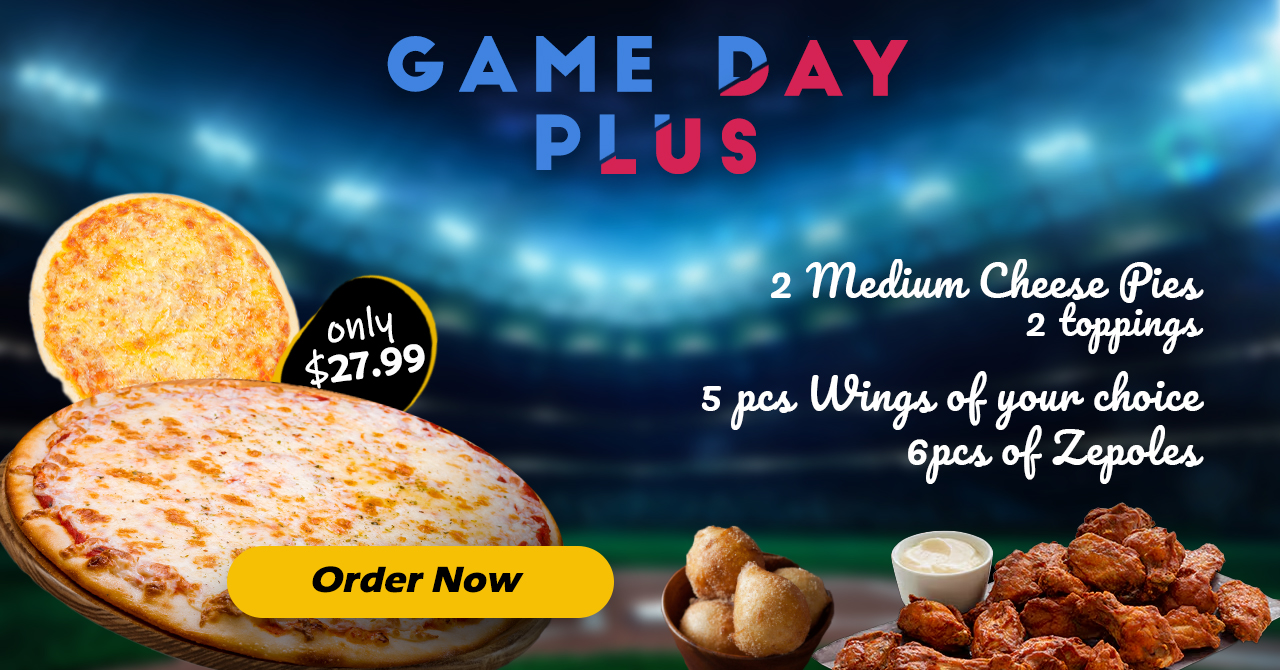 GAME DAY
PLUS
only
$27.99
2 Medium Cheese Pies
2 toppings
5 pcs Wings of your choice
6pcs of Zepoles
Order Now